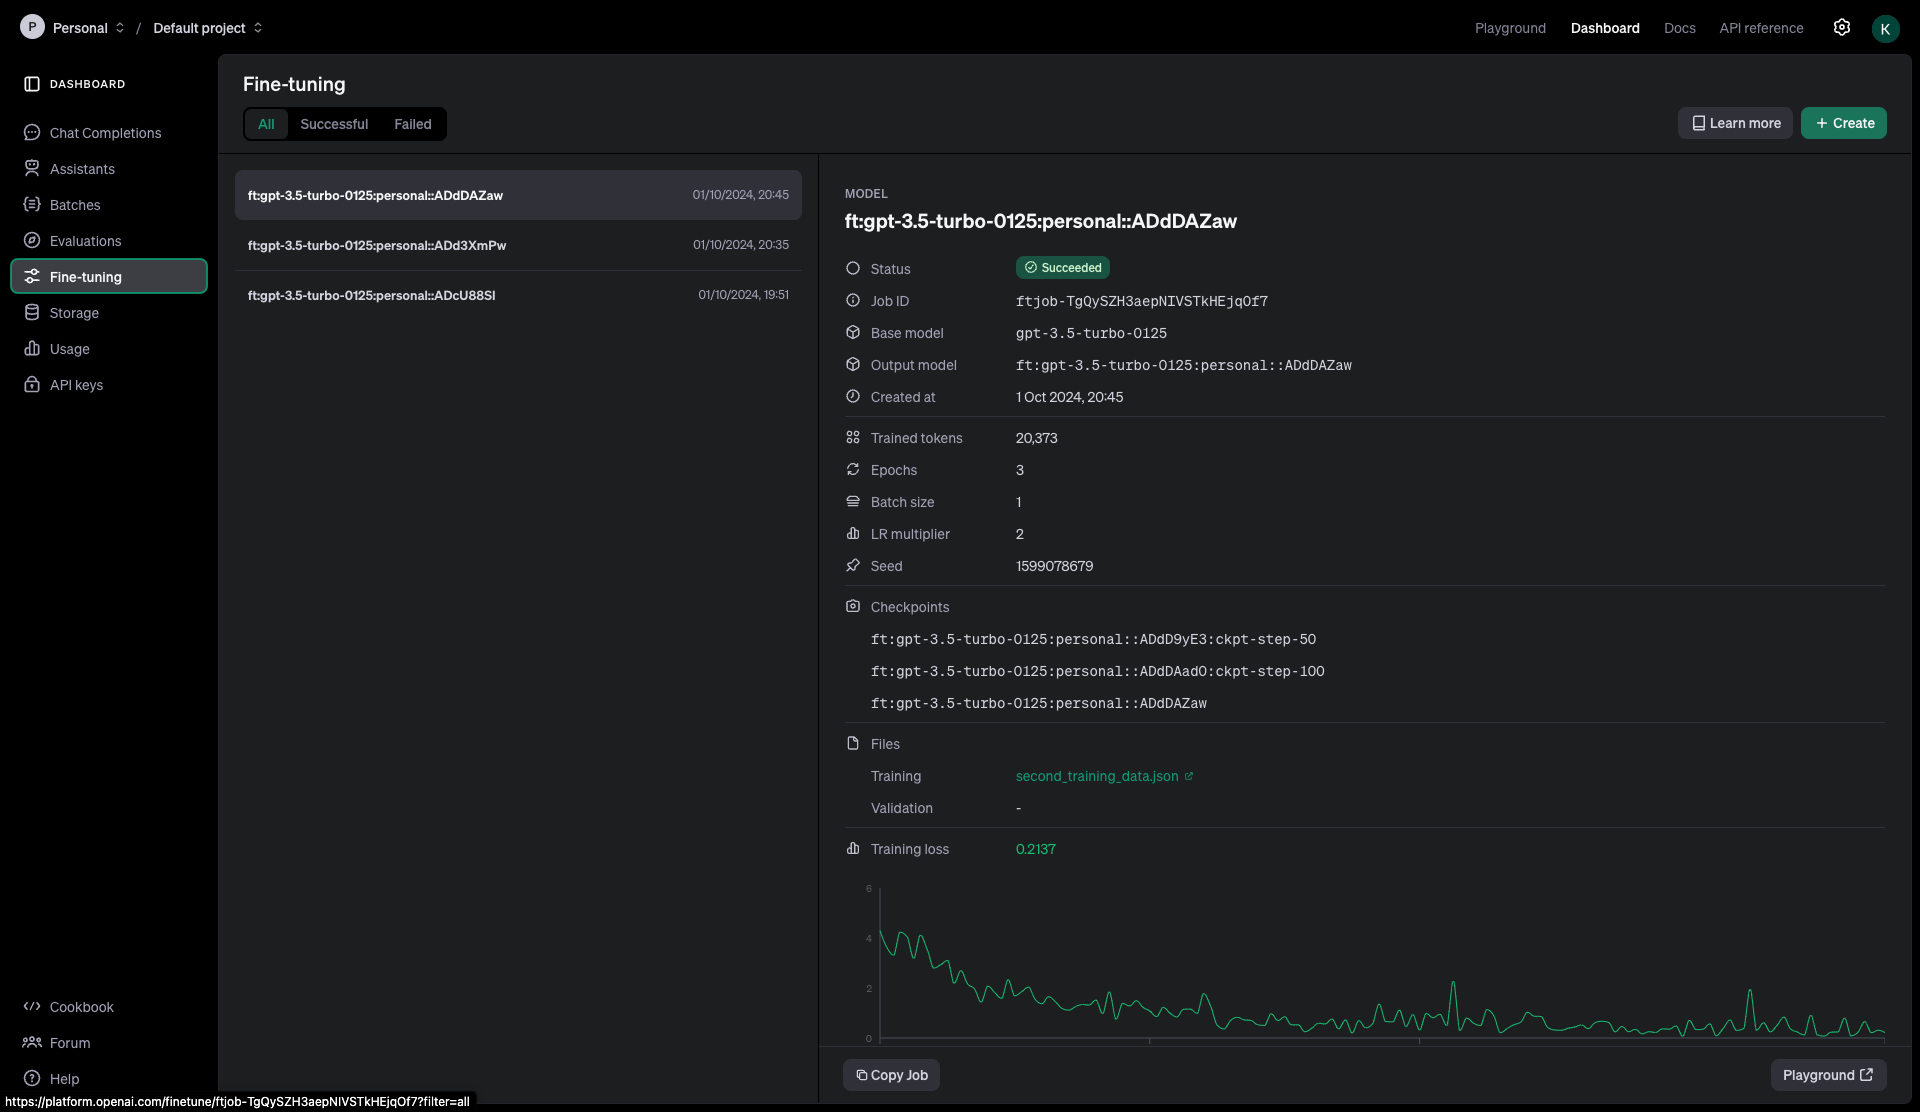 P Personal / Default project
Playground Dashboard Docs API reference K
DASHBOARD
Chat Completions
Assistants
Batches
Evaluations
Fine-tuning
Storage
Usage
API keys
Cookbook
Forum
Help
https://platform.openai.com/finetune/ftjob-TgQySZH3aepNIVSTkHEjqOf7?filter=all
Fine-tuning
All Successful Failed
Learn more + Create
ft:gpt-3.5-turbo-0125:personal::ADdDAZaw 01/10/2024, 20:45
ft:gpt-3.5-turbo-0125:personal::ADd3XmPw 01/10/2024, 20:35
ft:gpt-3.5-turbo-0125:personal::ADcU88SI 01/10/2024, 19:51
MODEL
ft:gpt-3.5-turbo-0125:personal::ADdDAZaw
Status Succeeded
Job ID ftjob-TgQySZH3aepNIVSTkHEjqOf7
Base model gpt-3.5-turbo-0125
Output model ft:gpt-3.5-turbo-0125:personal::ADdDAZaw
Created at 1 Oct 2024, 20:45
Trained tokens 20,373
Epochs 3
Batch size 1
LR multiplier 2
Seed 1599078679
Checkpoints
ft:gpt-3.5-turbo-0125:personal::ADdD9yE3:ckpt-step-50
ft:gpt-3.5-turbo-0125:personal::ADdDAadO:ckpt-step-100
ft:gpt-3.5-turbo-0125:personal::ADdDAZaw
Files
Training second_training_data.json
Validation -
Training loss 0.2137
6
4
2
0
Copy Job Playground